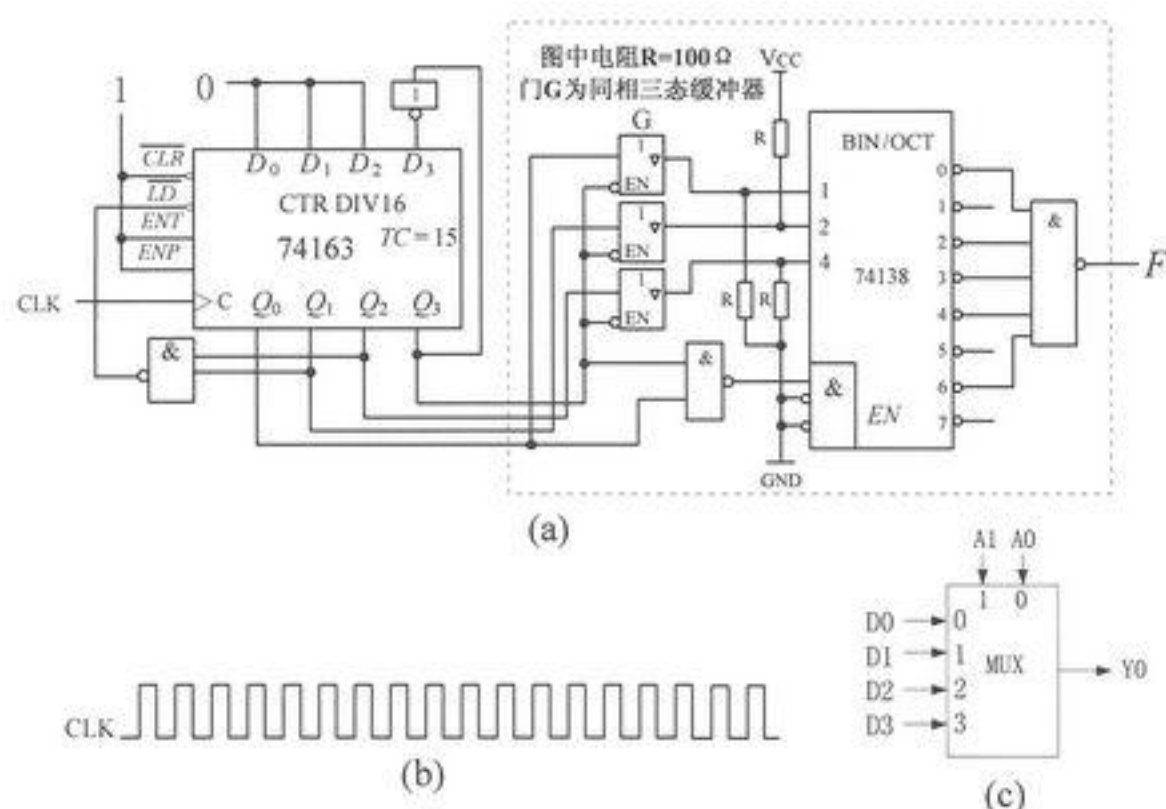 图中电阻R=100 Ω
门G为同相三态缓冲器
VCC
1 0
1
G
R
BIN/OCT
CLR
LD
ENT
ENP
D0 D1 D2 D3
CTR DIV16
74163
TC=15
CLK
C
Q0 Q1 Q2 Q3
&
1
EN
1
EN
1
EN
R
R
&
1
2
4
74138
&
EN
0
1
2
3
4
5
6
7
&
F
GND
(a)
CLK
(b)
A1 A0
1 0
D0
D1
D2
D3
0
1
2
3
MUX
Y0
(c)